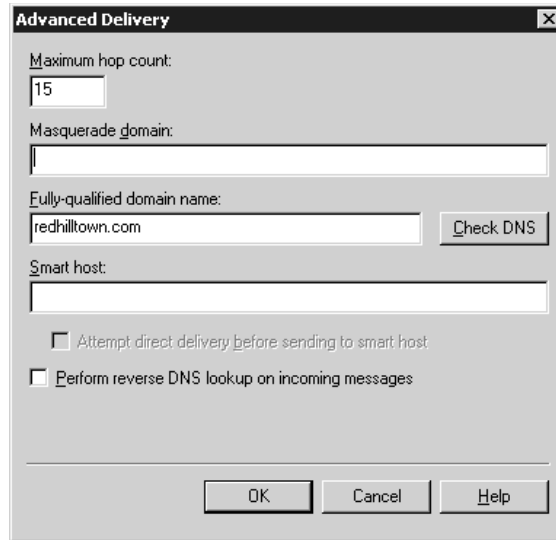 Advanced Delivery
Maximum hop count:
15
Masquerade domain:
Fully-qualified domain name:
redhilltown.com
Check DNS
Smart host:
Attempt direct delivery before sending to smart host
Perform reverse DNS lookup on incoming messages
OK
Cancel
Help